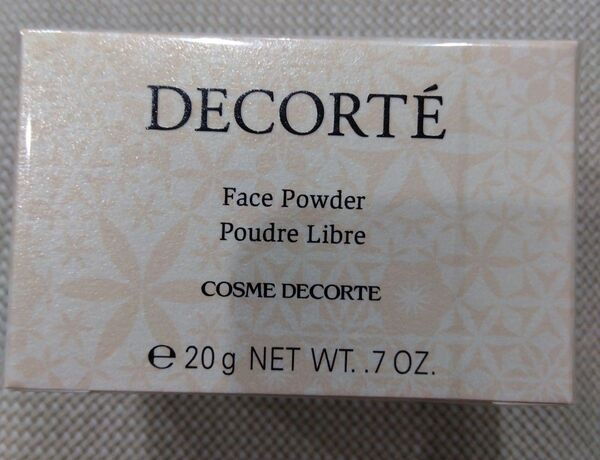 DECORTÉ
Face Powder
Poudre Libre
COSME DECORTE
℮ 20 g NET WT. .7 OZ.